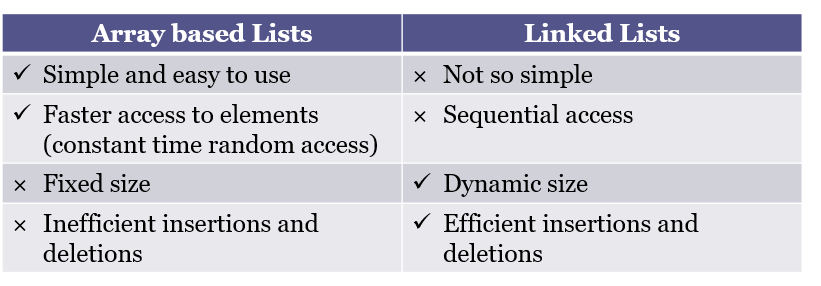 Array based Lists
Linked Lists
✓ Simple and easy to use
× Not so simple
✓ Faster access to elements
(constant time random access)
× Sequential access
× Fixed size
✓ Dynamic size
× Inefficient insertions and
deletions
✓ Efficient insertions and
deletions